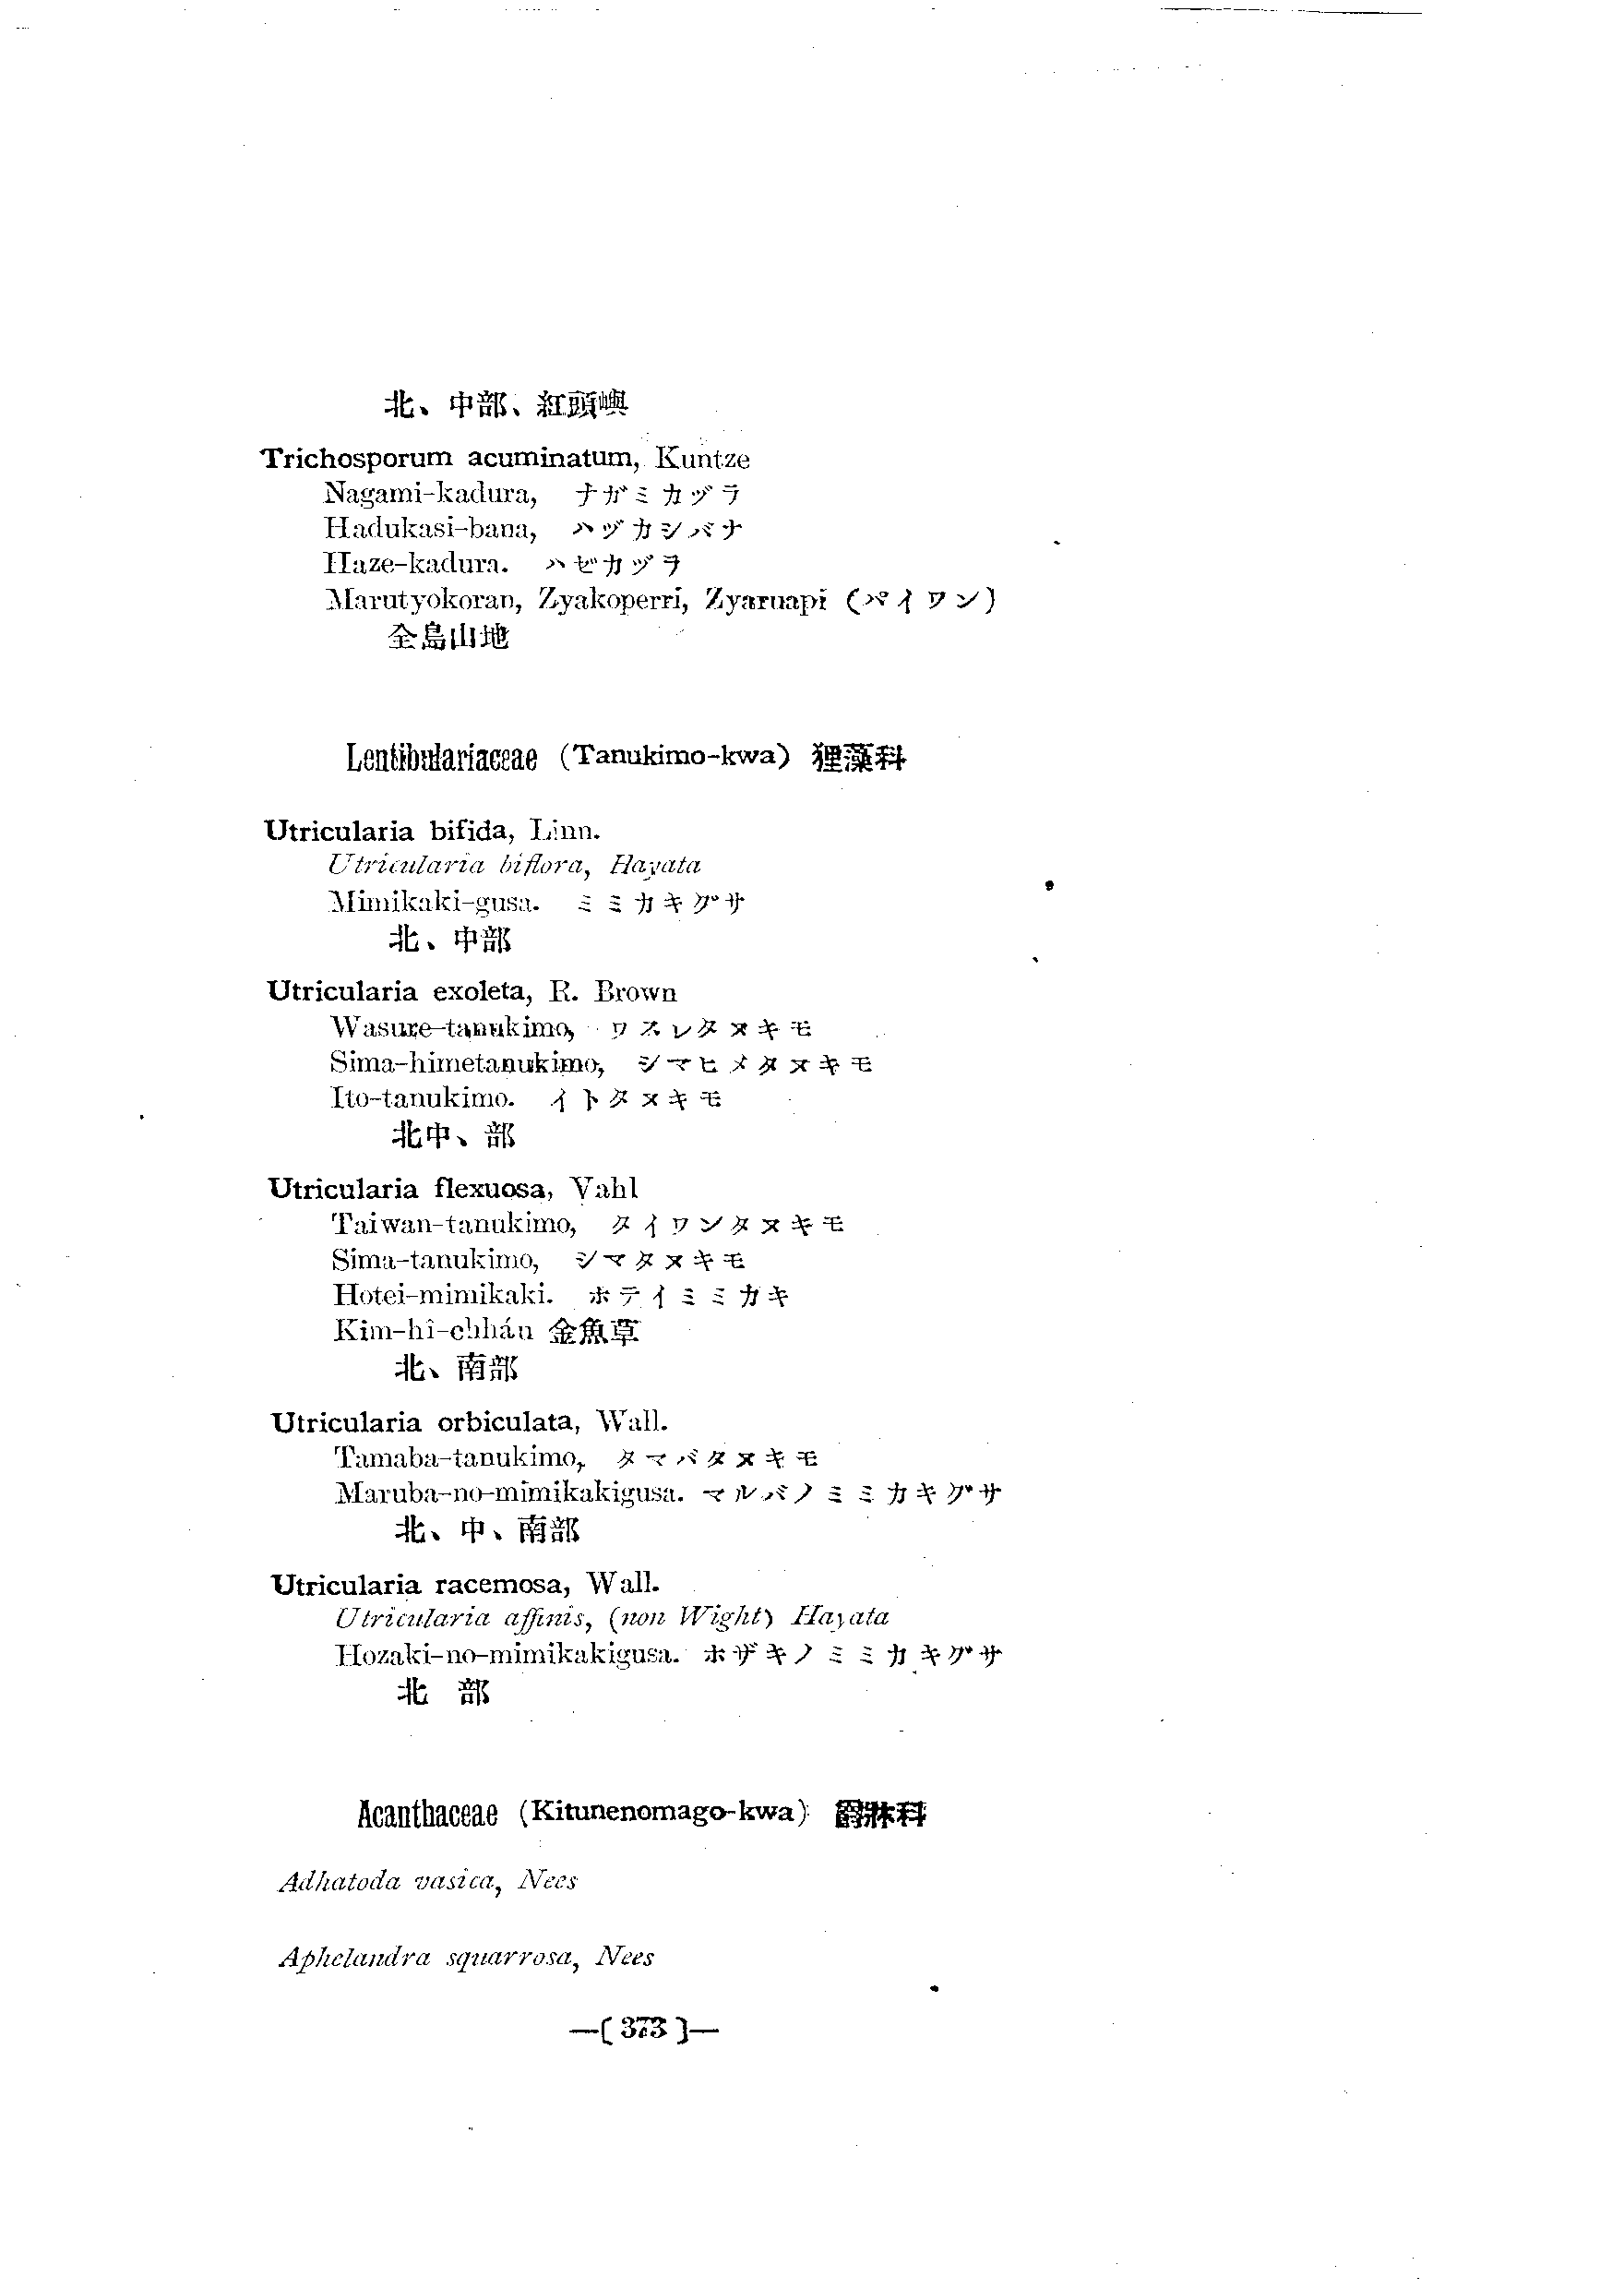 北、中部、紅頭嶼
Trichosporum acuminatum, Kuntze
Nagami-kadura, ナガミカヅラ
Hadukasi-bana, ハヅカシバナ
Haze-kadura. ハゼカヅラ
Marutyokoran, Zyakoperri, Zyaruapi (パイワン)
全島山地
Lentibulariaceae (Tanukimo-kwa) 狸藻科
Utricularia bifida, Linn.
Utricularia biflora, Hayata
Mimikaki-gusa. ミミカキグサ
北、中部
Utricularia exoleta, R. Brown
Wasure-tanukimo, ワスレタヌキモ
Sima-himetanukimo, シマヒメタヌキモ
Ito-tanukimo. イトタヌキモ
北中、部
Utricularia flexuosa, Vahl
Taiwan-tanukimo, タイワンタヌキモ
Sima-tanukimo, シマタヌキモ
Hotei-mimikaki. ホテイミミカキ
Kim-hî-chháu 金魚草
北、南部
Utricularia orbiculata, Wall.
Tamaba-tanukimo, タマバタヌキモ
Maruba-no-mimikakigusa. マルバノミミカキグサ
北、中、南部
Utricularia racemosa, Wall.
Utricularia affinis, (non Wight) Hayata
Hozaki-no-mimikakigusa. ホザキノミミカキグサ
北 部
Acanthaceae (Kitunenomago-kwa) 爵牀科
Adhatoda vasica, Nees
Aphelandra squarrosa, Nees
—[ 373 ]—